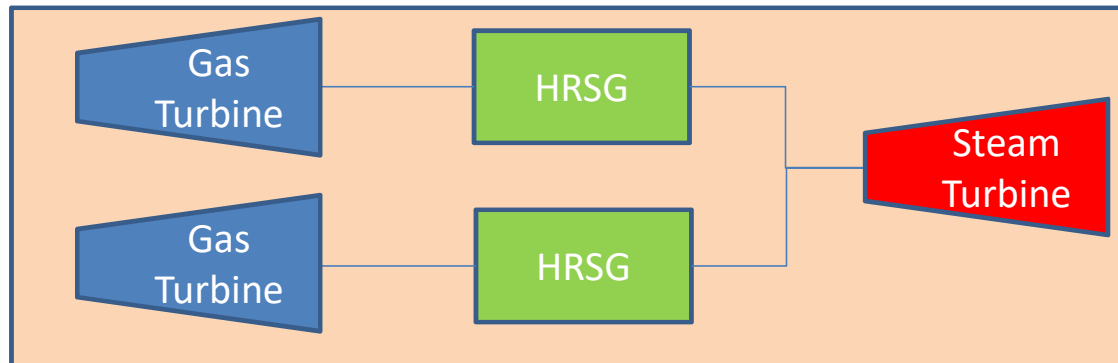 Gas
Turbine
HRSG
Steam
Turbine
Gas
Turbine
HRSG